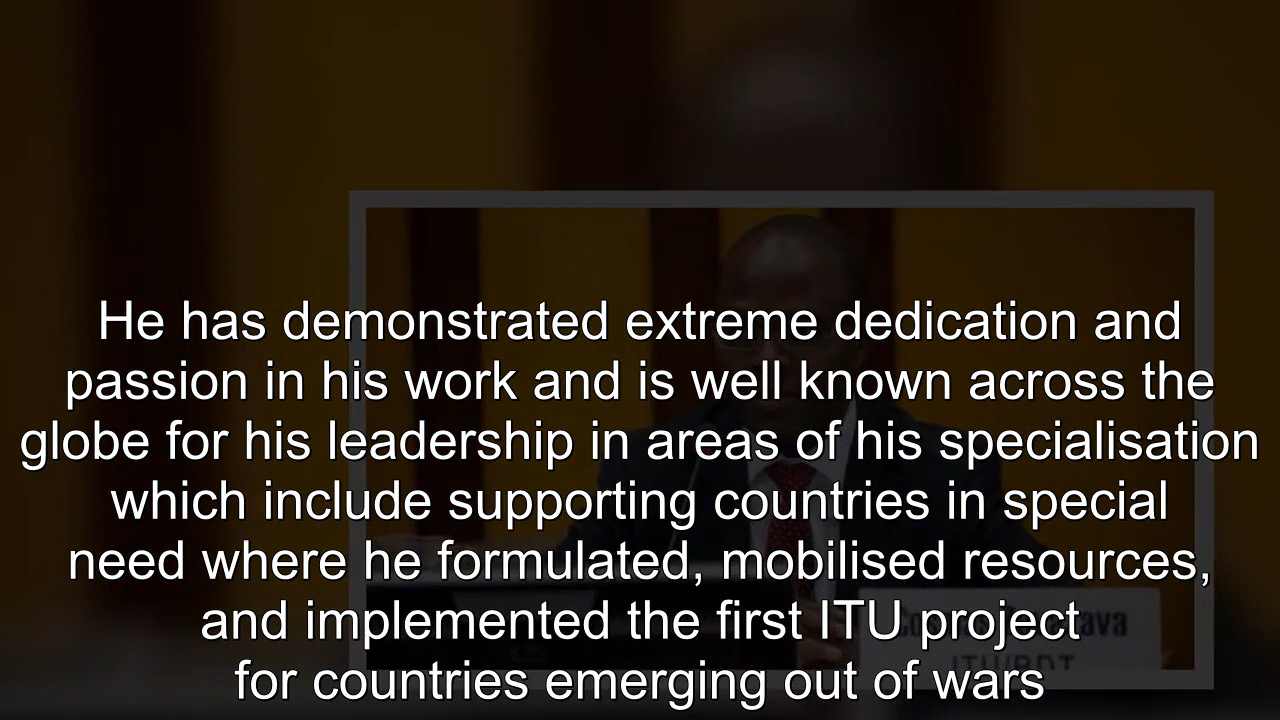 He has demonstrated extreme dedication and
passion in his work and is well known across the
globe for his leadership in areas of his specialisation
which include supporting countries in special
need where he formulated, mobilised resources,
and implemented the first ITU project
for countries emerging out of wars
ITU/BDT